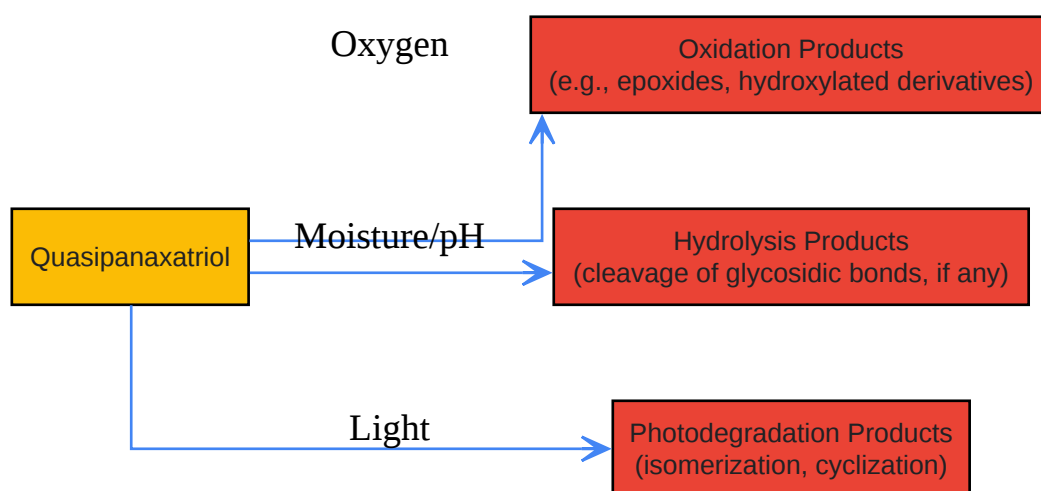 Oxygen
Oxidation Products
(e.g., epoxides, hydroxylated derivatives)
Quasipanaxatriol
Moisture/pH
Hydrolysis Products
(cleavage of glycosidic bonds, if any)
Light
Photodegradation Products
(isomerization, cyclization)